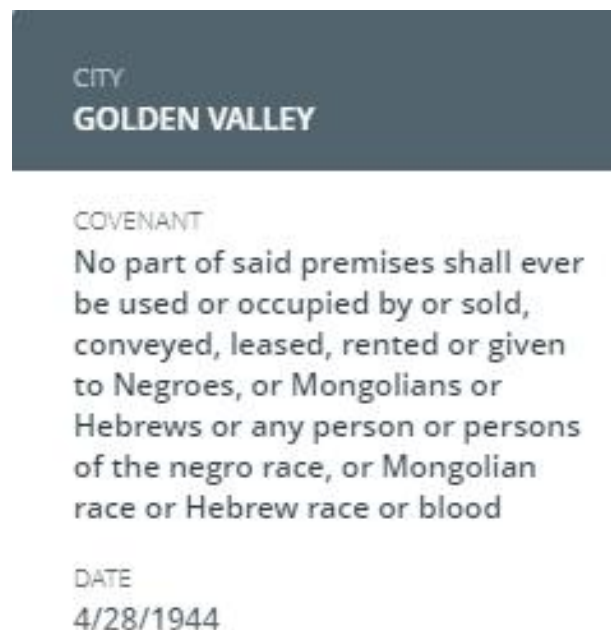 CITY
GOLDEN VALLEY
COVENANT
No part of said premises shall ever
be used or occupied by or sold,
conveyed, leased, rented or given
to Negroes, or Mongolians or
Hebrews or any person or persons
of the negro race, or Mongolian
race or Hebrew race or blood
DATE
4/28/1944